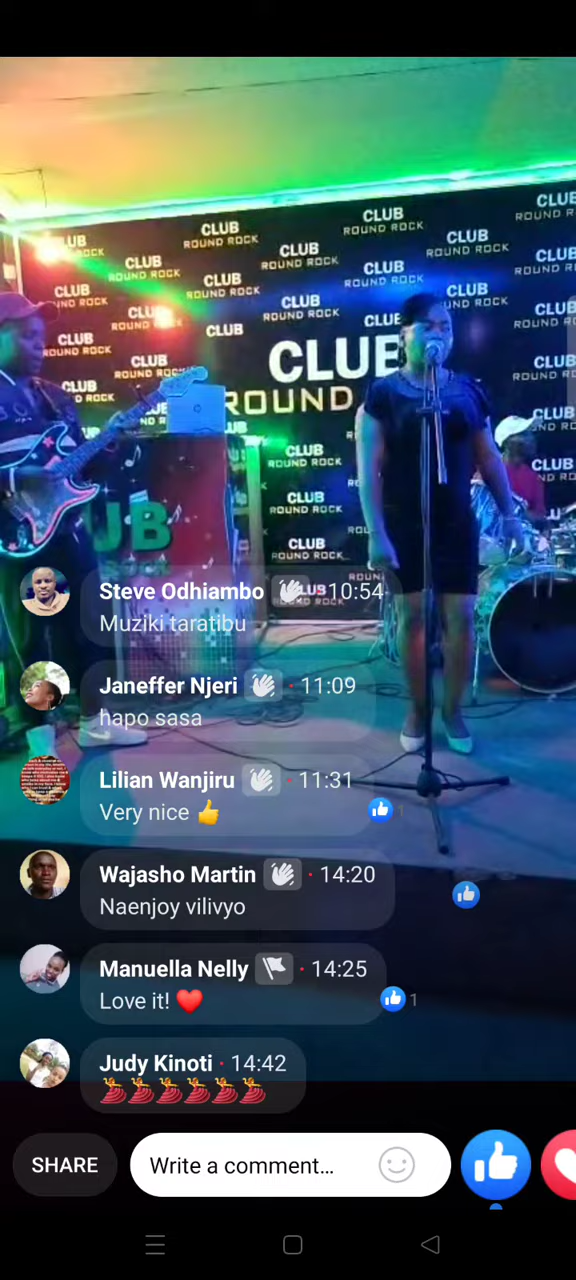 CLUB
ROUND ROCK
Steve Odhiambo 10:54
Muziki taratibu
Janeffer Njeri · 11:09
hapo sasa
Lilian Wanjiru · 11:31
Very nice 👍
1
Wajasho Martin · 14:20
Naenjoy vilivyo
Manuella Nelly · 14:25
Love it! ❤️
1
Judy Kinoti · 14:42
💃💃💃💃💃💃
SHARE
Write a comment...